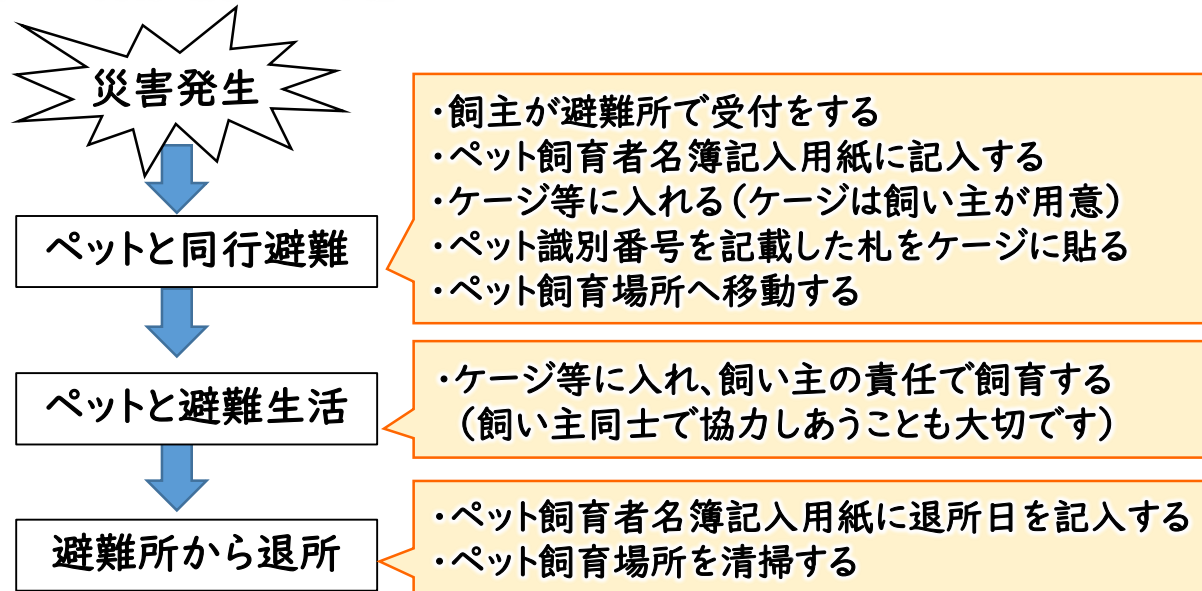 災害発生
・飼主が避難所で受付をする
・ペット飼育者名簿記入用紙に記入する
・ケージ等に入れる（ケージは飼い主が用意）
・ペット識別番号を記載した札をケージに貼る
・ペット飼育場所へ移動する
ペットと同行避難
・ケージ等に入れ、飼い主の責任で飼育する
（飼い主同士で協力しあうことも大切です）
ペットと避難生活
・ペット飼育者名簿記入用紙に退所日を記入する
・ペット飼育場所を清掃する
避難所から退所